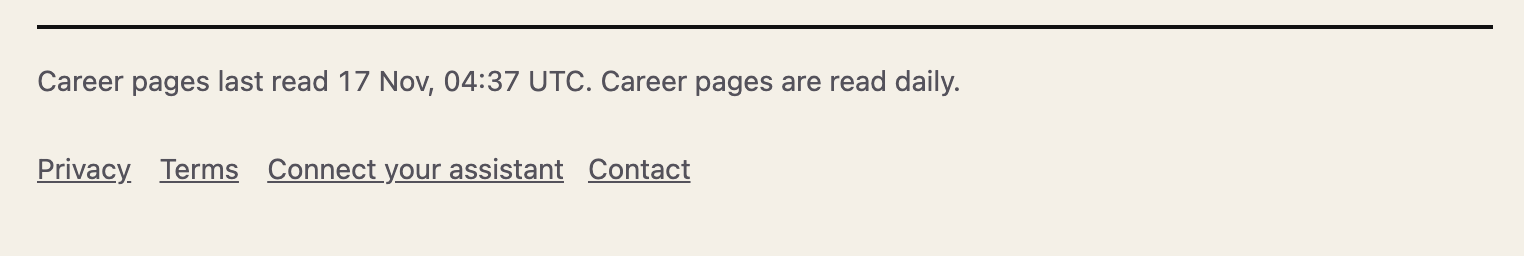 Career pages last read 17 Nov, 04:37 UTC. Career pages are read daily.
Privacy Terms Connect your assistant Contact